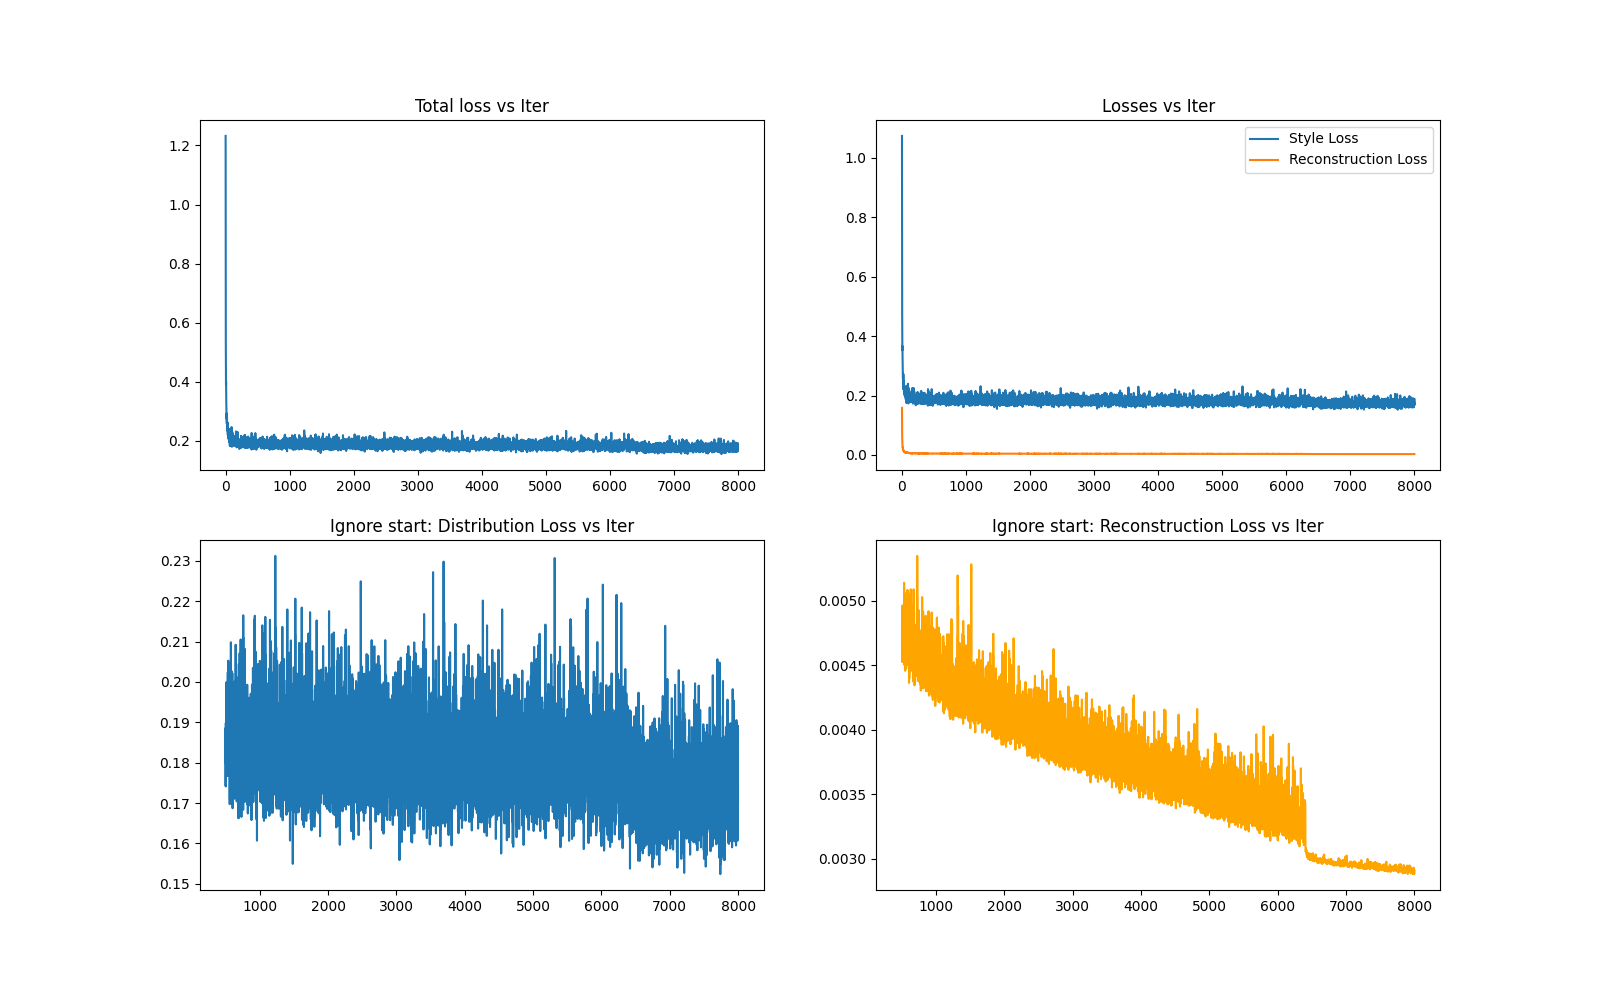 Total loss vs Iter
1.2
1.0
0.8
0.6
0.4
0.2
0 1000 2000 3000 4000 5000 6000 7000 8000
Losses vs Iter
Style Loss
Reconstruction Loss
1.0
0.8
0.6
0.4
0.2
0.0
0 1000 2000 3000 4000 5000 6000 7000 8000
Ignore start: Distribution Loss vs Iter
0.23
0.22
0.21
0.20
0.19
0.18
0.17
0.16
0.15
1000 2000 3000 4000 5000 6000 7000 8000
Ignore start: Reconstruction Loss vs Iter
0.0050
0.0045
0.0040
0.0035
0.0030
1000 2000 3000 4000 5000 6000 7000 8000